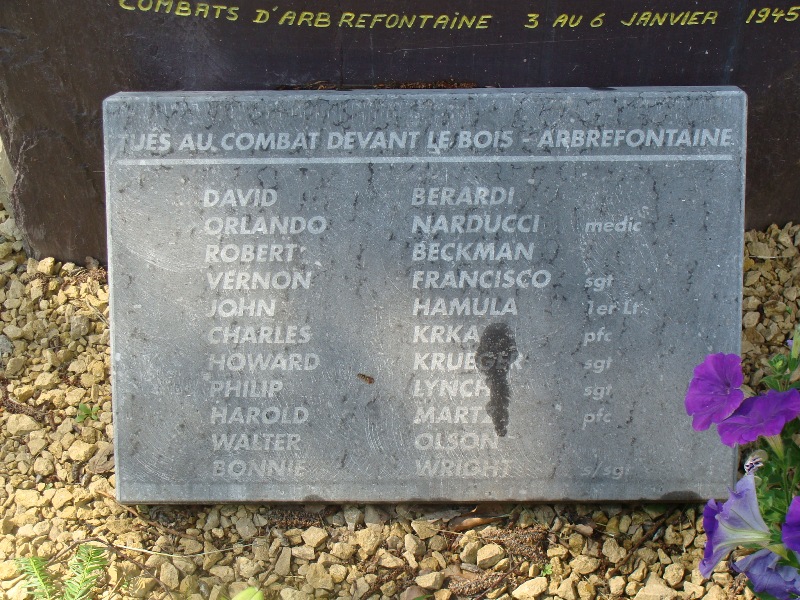 COMBATS D'ARBREFONTAINE 3 AU 6 JANVIER 1945
TUES AU COMBAT DEVANT LE BOIS - ARBREFONTAINE
DAVID BERARDI
ORLANDO NARDUCCI medic
ROBERT BECKMAN
VERNON FRANCISCO sgt
JOHN HAMULA 1er Lt
CHARLES KRKA pfc
HOWARD KRUEGER sgt
PHILIP LYNCH sgt
HAROLD MARTZ pfc
WALTER OLSON
BONNIE WRIGHT s/sgt